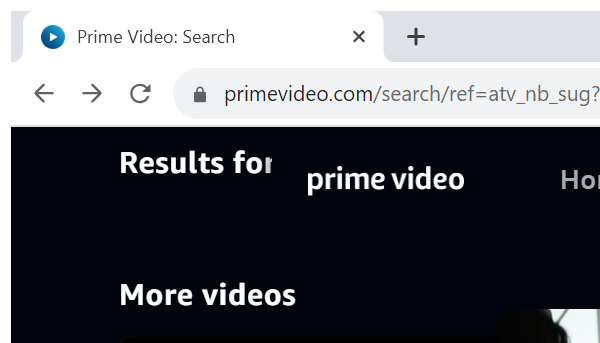 Prime Video: Search
primevideo.com/search/ref=atv_nb_sug?
Results for
prime video
More videos